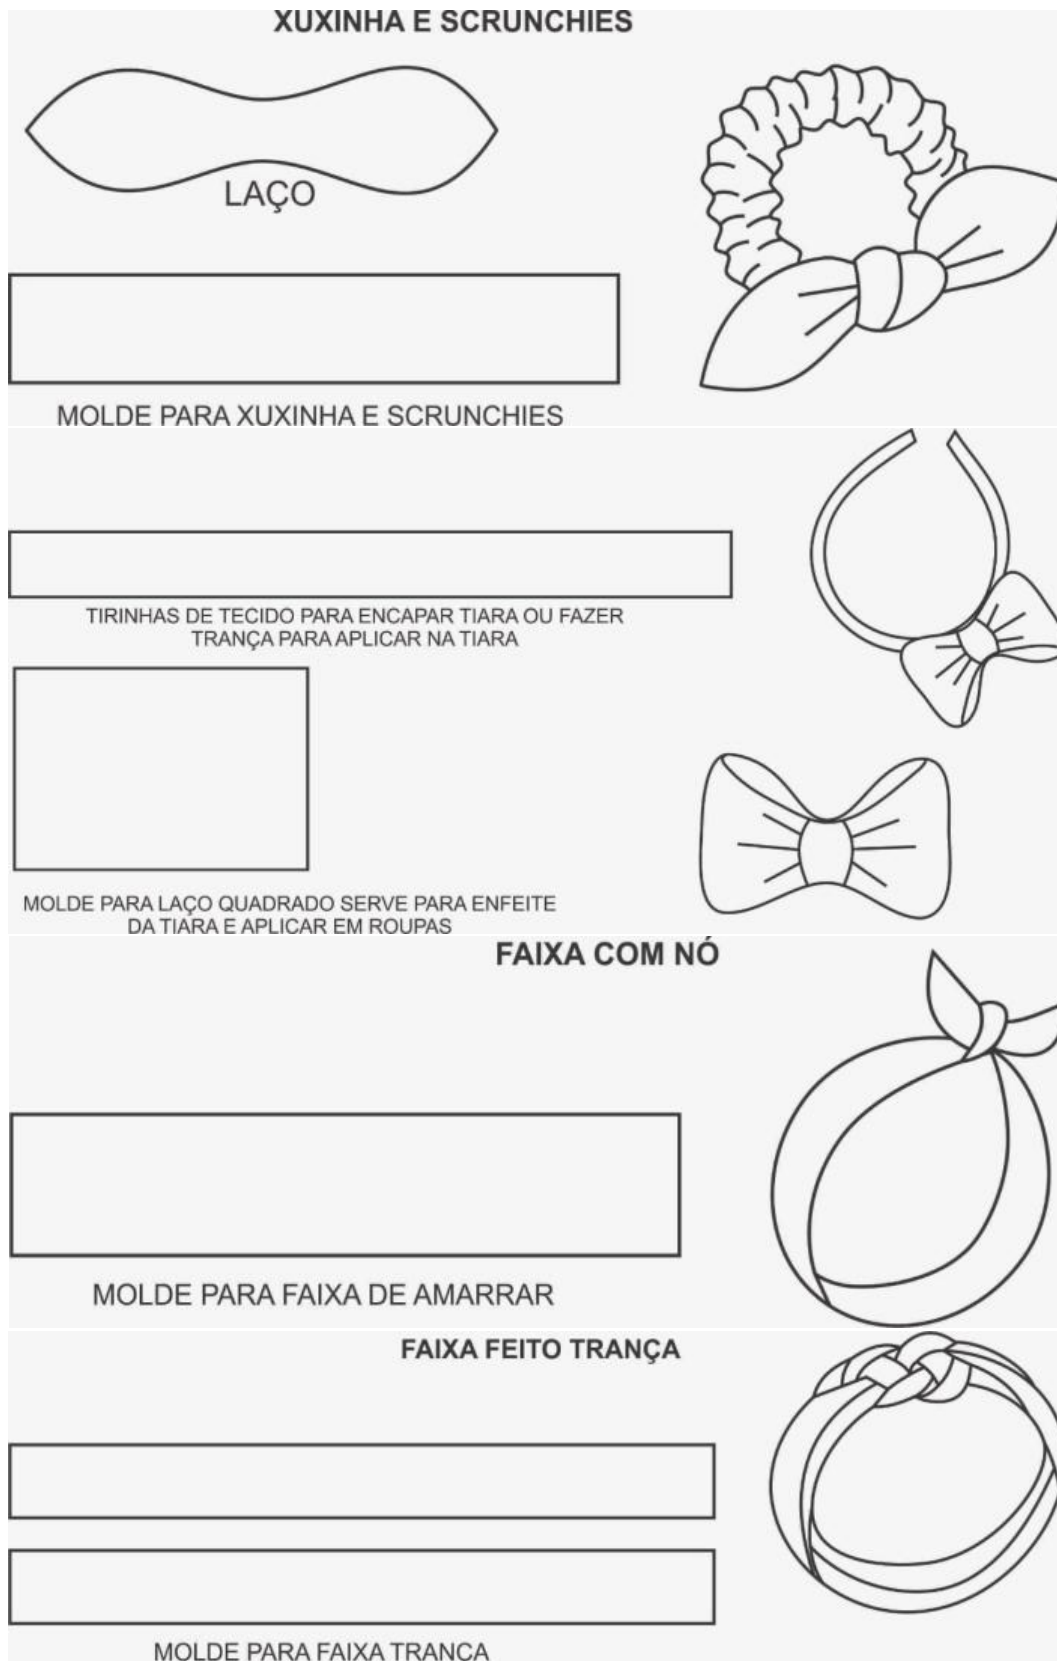 XUXINHA E SCRUNCHIES
LAÇO
MOLDE PARA XUXINHA E SCRUNCHIES
TIRINHAS DE TECIDO PARA ENCAPAR TIARA OU FAZER
TRANÇA PARA APLICAR NA TIARA
MOLDE PARA LAÇO QUADRADO SERVE PARA ENFEITE
DA TIARA E APLICAR EM ROUPAS
FAIXA COM NÓ
MOLDE PARA FAIXA DE AMARRAR
FAIXA FEITO TRANÇA
MOLDE PARA FAIXA TRANCA